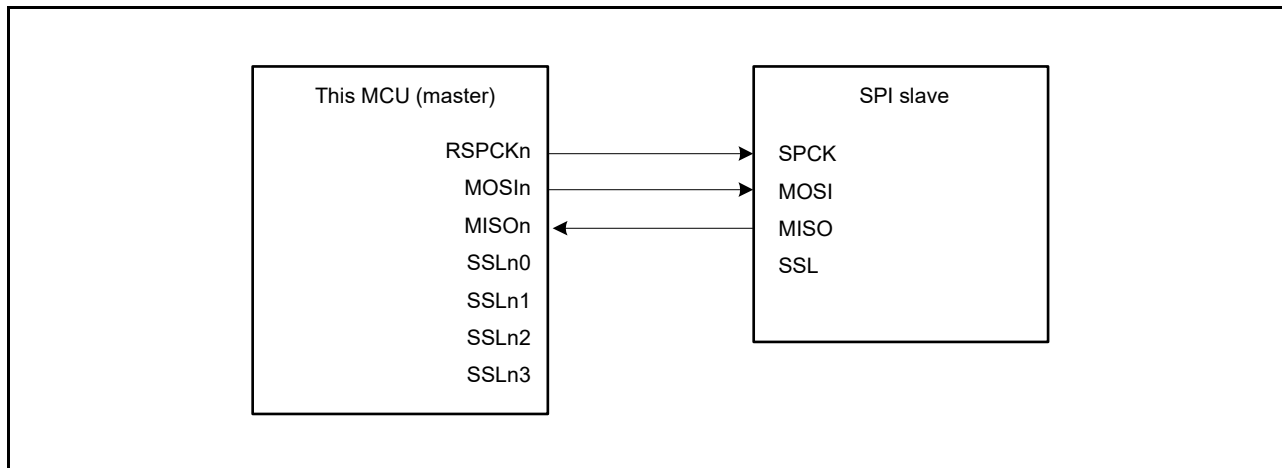 This MCU (master)
RSPCKn
MOSIn
MISOn
SSLn0
SSLn1
SSLn2
SSLn3
SPI slave
SPCK
MOSI
MISO
SSL